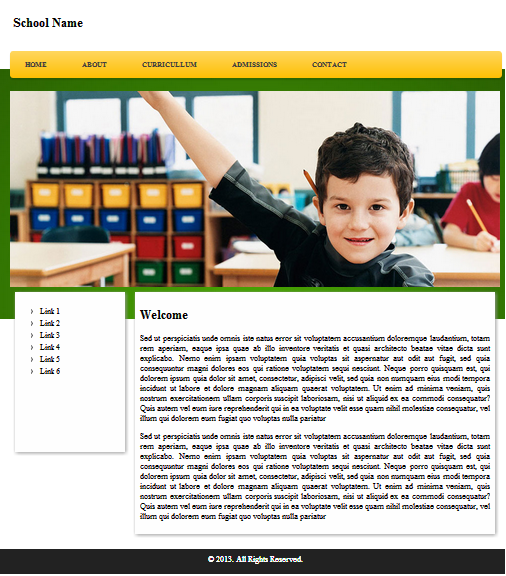 School Name
HOME ABOUT CURRICULLUM ADMISSIONS CONTACT
› Link 1
› Link 2
› Link 3
› Link 4
› Link 5
› Link 6
Welcome
Sed ut perspiciatis unde omnis iste natus error sit voluptatem accusantium doloremque laudantium, totam
rem aperiam, eaque ipsa quae ab illo inventore veritatis et quasi architecto beatae vitae dicta sunt
explicabo. Nemo enim ipsam voluptatem quia voluptas sit aspernatur aut odit aut fugit, sed quia
consequuntur magni dolores eos qui ratione voluptatem sequi nesciunt. Neque porro quisquam est, qui
dolorem ipsum quia dolor sit amet, consectetur, adipisci velit, sed quia non numquam eius modi tempora
incidunt ut labore et dolore magnam aliquam quaerat voluptatem. Ut enim ad minima veniam, quis
nostrum exercitationem ullam corporis suscipit laboriosam, nisi ut aliquid ex ea commodi consequatur?
Quis autem vel eum iure reprehenderit qui in ea voluptate velit esse quam nihil molestiae consequatur, vel
illum qui dolorem eum fugiat quo voluptas nulla pariatur
Sed ut perspiciatis unde omnis iste natus error sit voluptatem accusantium doloremque laudantium, totam
rem aperiam, eaque ipsa quae ab illo inventore veritatis et quasi architecto beatae vitae dicta sunt
explicabo. Nemo enim ipsam voluptatem quia voluptas sit aspernatur aut odit aut fugit, sed quia
consequuntur magni dolores eos qui ratione voluptatem sequi nesciunt. Neque porro quisquam est, qui
dolorem ipsum quia dolor sit amet, consectetur, adipisci velit, sed quia non numquam eius modi tempora
incidunt ut labore et dolore magnam aliquam quaerat voluptatem. Ut enim ad minima veniam, quis
nostrum exercitationem ullam corporis suscipit laboriosam, nisi ut aliquid ex ea commodi consequatur?
Quis autem vel eum iure reprehenderit qui in ea voluptate velit esse quam nihil molestiae consequatur, vel
illum qui dolorem eum fugiat quo voluptas nulla pariatur
© 2013. All Rights Reserved.